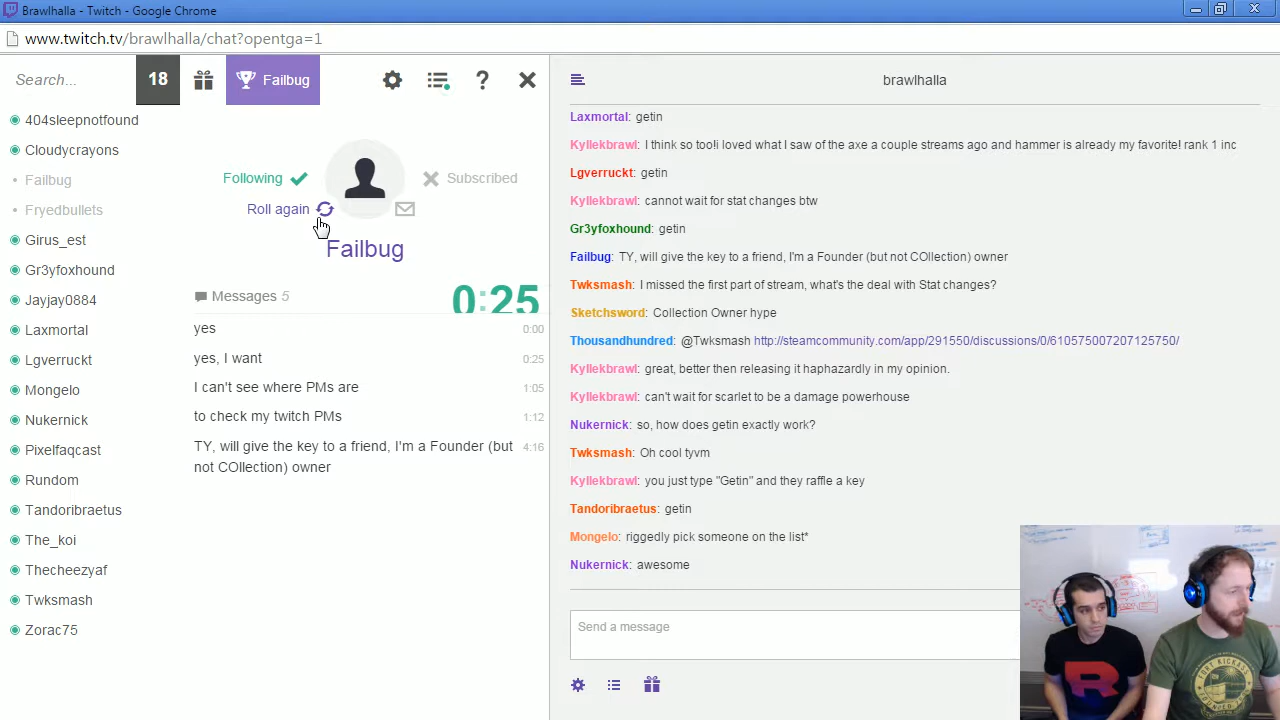 Brawlhalla - Twitch - Google Chrome
www.twitch.tv/brawlhalla/chat?opentga=1
Search...
18
Failbug
?
404sleepnotfound
Cloudycrayons
Failbug
Fryedbullets
Girus_est
Gr3yfoxhound
Jayjay0884
Laxmortal
Lgverruckt
Mongelo
Nukernick
Pixelfaqcast
Rundom
Tandoribraetus
The_koi
Thecheezyaf
Twksmash
Zorac75
Following
Subscribed
Roll again
Failbug
Messages 5
0:25
yes 0:00
yes, I want 0:25
I can't see where PMs are 1:05
to check my twitch PMs 1:12
TY, will give the key to a friend, I'm a Founder (but 4:16
not COllection) owner
brawlhalla
Laxmortal: getin
Kyllekbrawl: I think so too!i loved what I saw of the axe a couple streams ago and hammer is already my favorite! rank 1 inc
Lgverruckt: getin
Kyllekbrawl: cannot wait for stat changes btw
Gr3yfoxhound: getin
Failbug: TY, will give the key to a friend, I'm a Founder (but not COllection) owner
Twksmash: I missed the first part of stream, what's the deal with Stat changes?
Sketchsword: Collection Owner hype
Thousandhundred: @Twksmash http://steamcommunity.com/app/291550/discussions/0/610575007207125750/
Kyllekbrawl: great, better then releasing it haphazardly in my opinion.
Kyllekbrawl: can't wait for scarlet to be a damage powerhouse
Nukernick: so, how does getin exactly work?
Twksmash: Oh cool tyvm
Kyllekbrawl: you just type "Getin" and they raffle a key
Tandoribraetus: getin
Mongelo: riggedly pick someone on the list*
Nukernick: awesome
Send a message